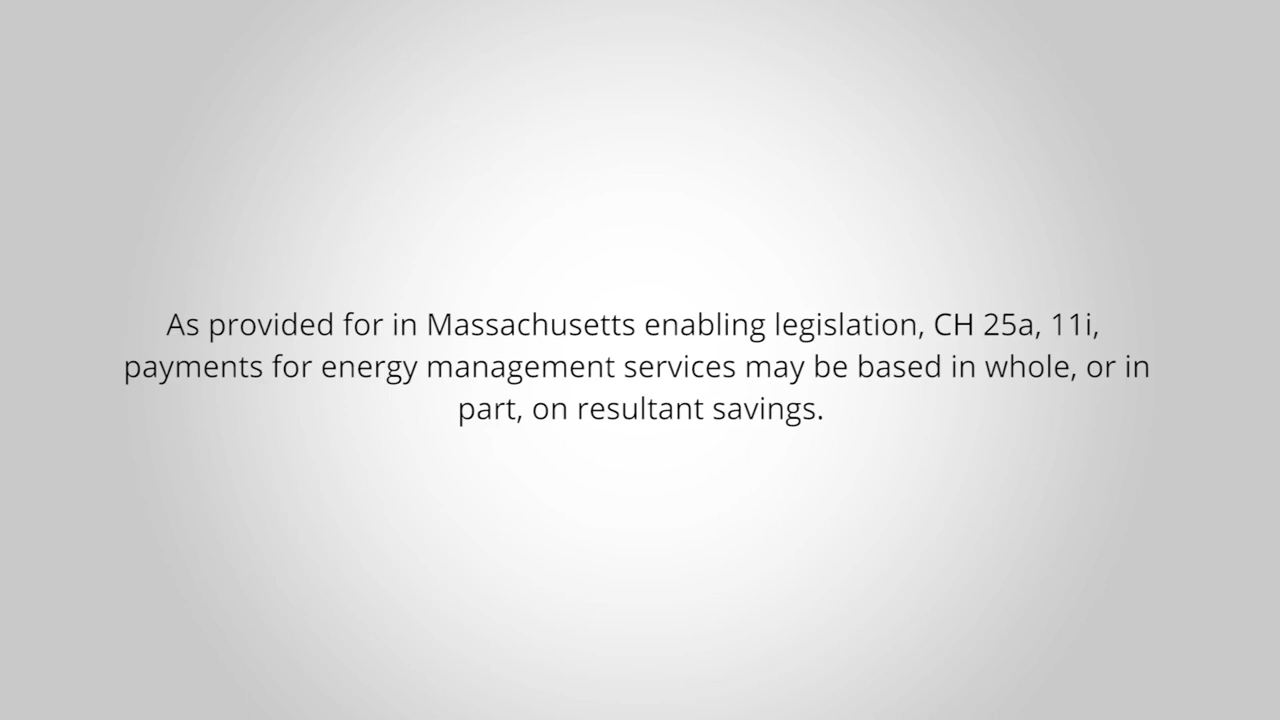 As provided for in Massachusetts enabling legislation, CH 25a, 11i,
payments for energy management services may be based in whole, or in
part, on resultant savings.